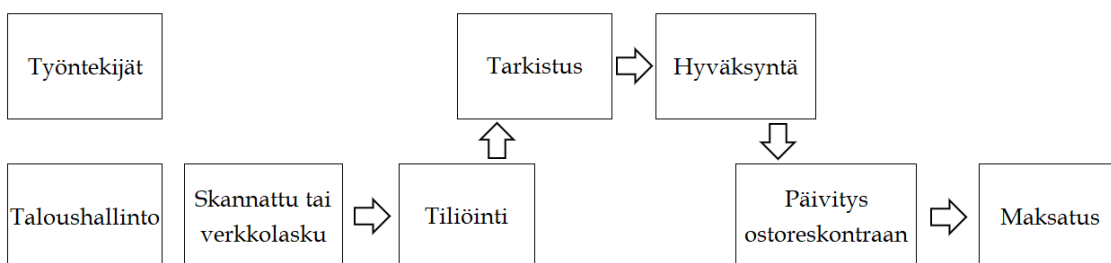 Työntekijät
Tarkistus
Hyväksyntä
Taloushallinto
Skannattu tai
verkkolasku
Tiliöinti
Päivitys
ostoreskontraan
Maksatus